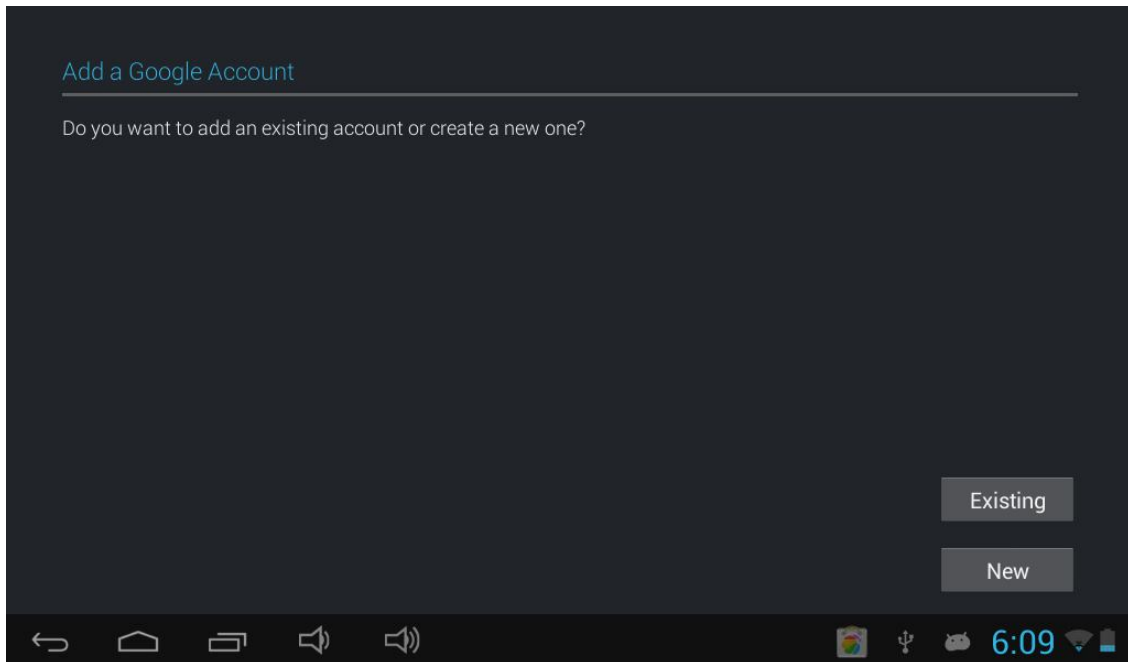 Add a Google Account
Do you want to add an existing account or create a new one?
Existing
New
6:09